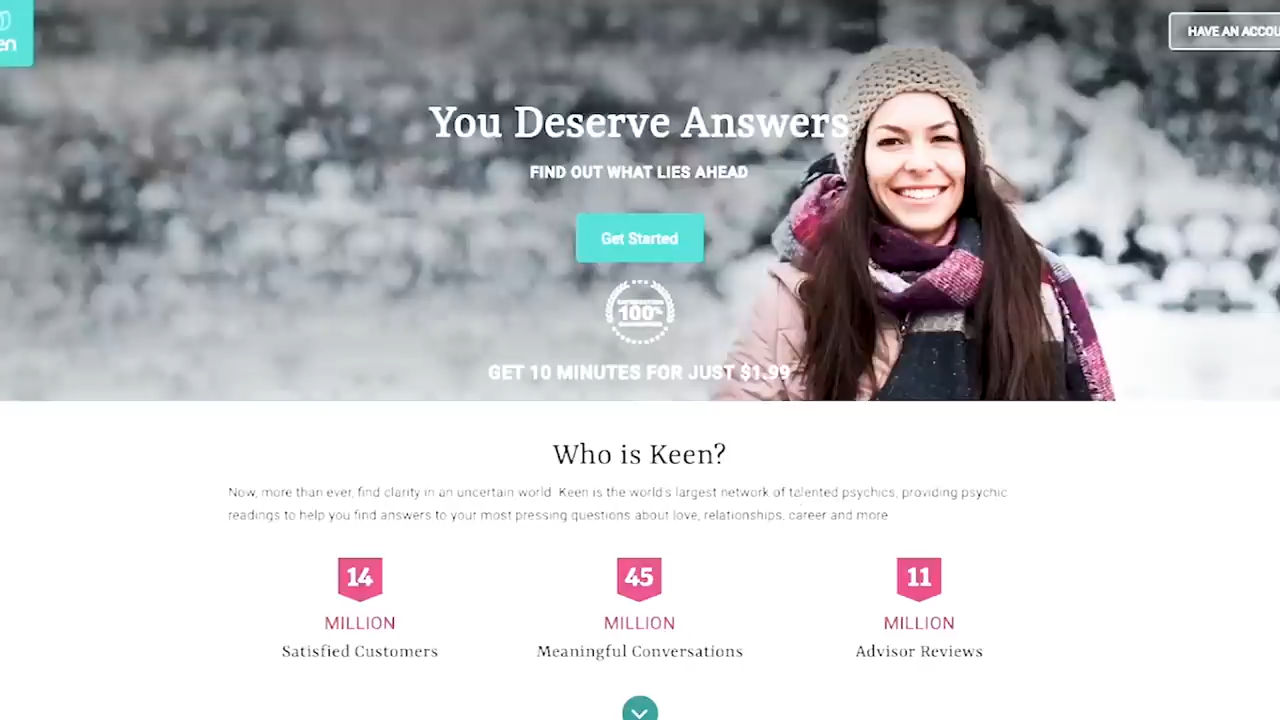 en
HAVE AN ACCOU
You Deserve Answers
FIND OUT WHAT LIES AHEAD
Get Started
100%
GET 10 MINUTES FOR JUST $1.99
Who is Keen?
Now, more than ever, find clarity in an uncertain world. Keen is the world's largest network of talented psychics, providing psychic
readings to help you find answers to your most pressing questions about love, relationships, career and more
14 45 11
MILLION MILLION MILLION
Satisfied Customers Meaningful Conversations Advisor Reviews